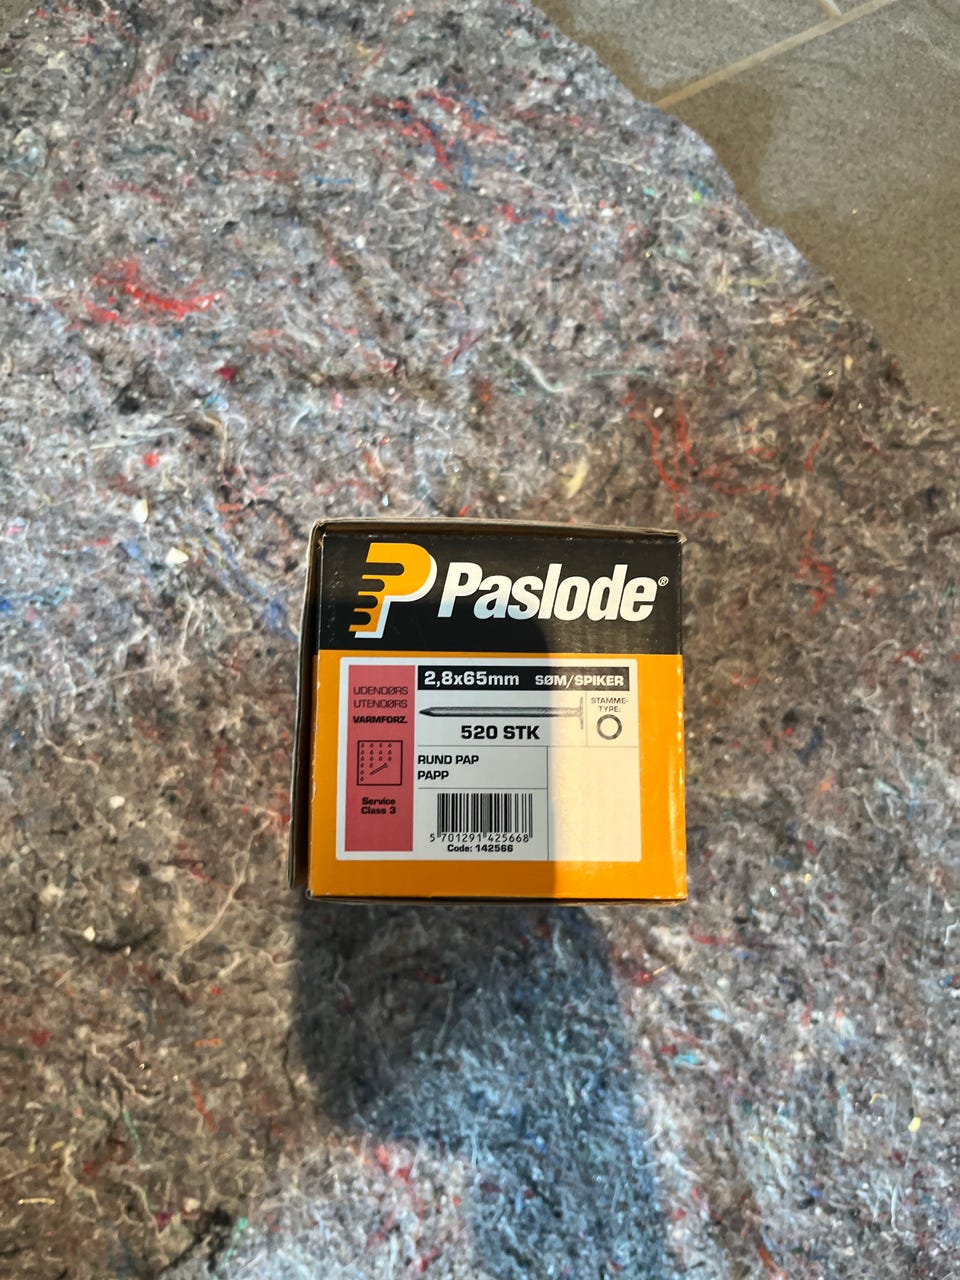 Paslode®
UDENDØRS
UTENDØRS
VARMFORZ.
Service
Class 3
2,8x65mm SØM/SPIKER
STAMME-
TYPE:
520 STK
RUND PAP
PAPP
5 701291 425668
Code: 142566